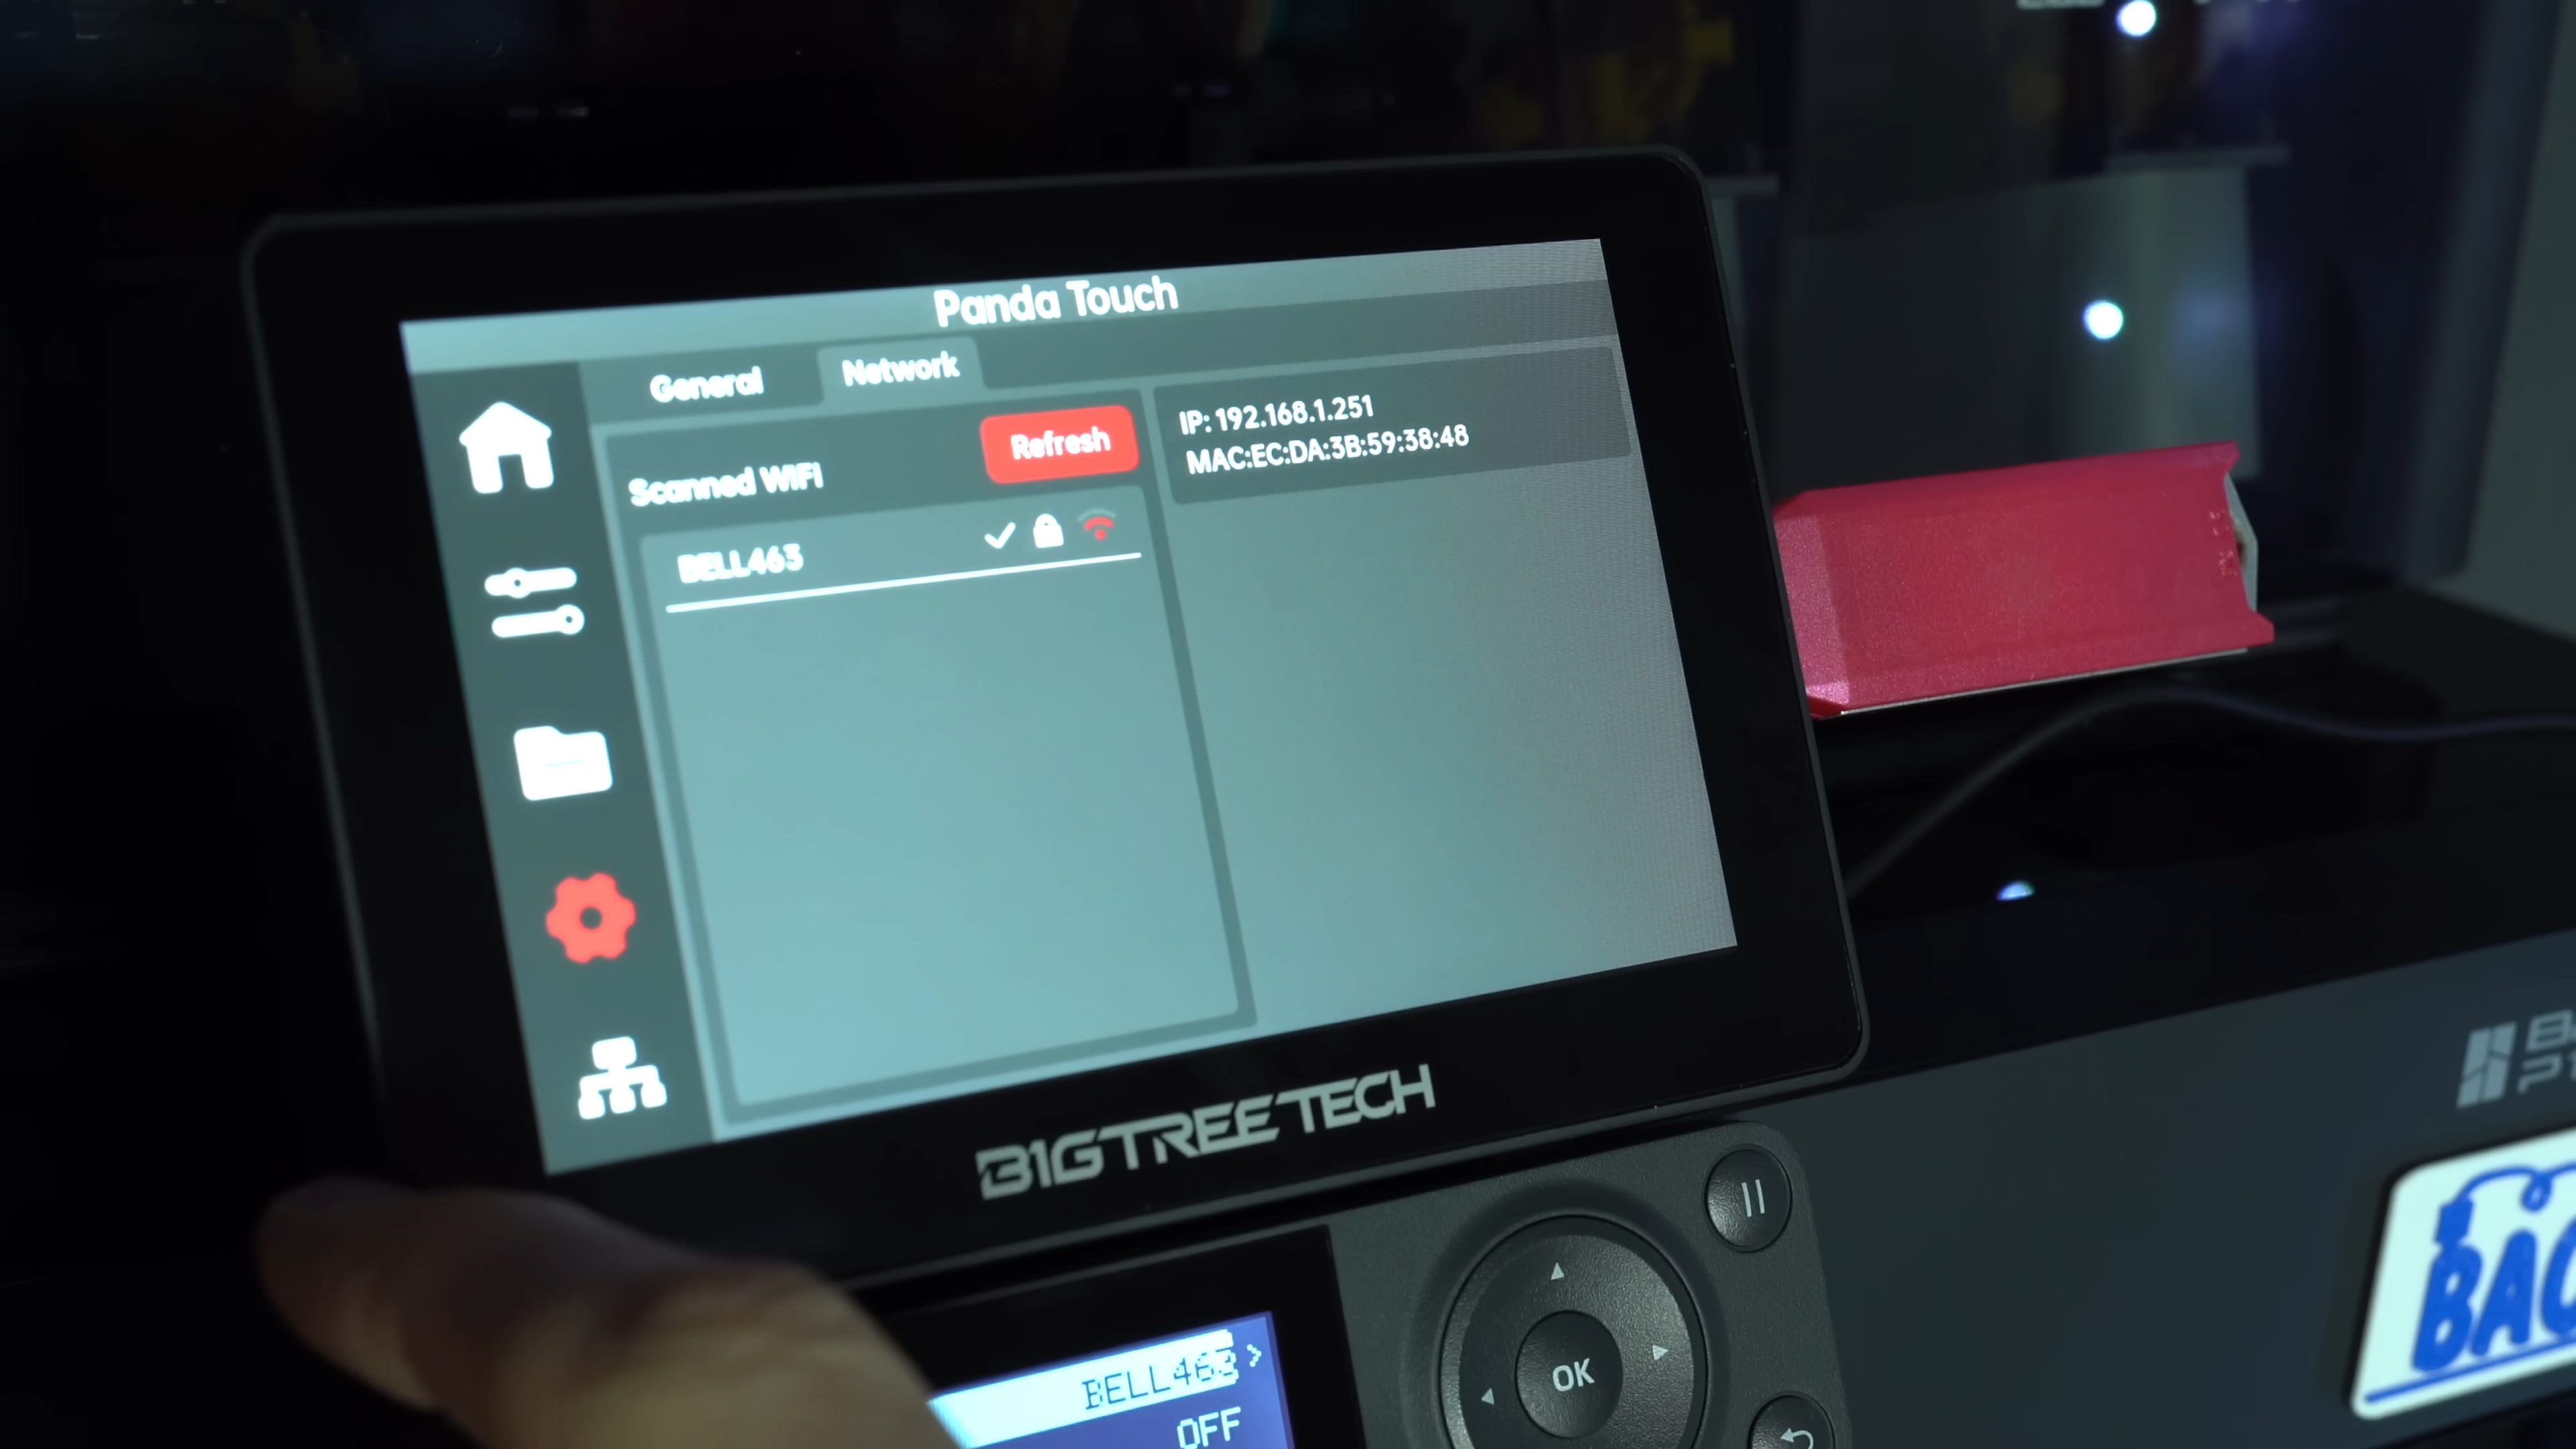 Panda Touch
General
Network
Scanned WiFi
Refresh
IP: 192.168.1.251
MAC:EC:DA:3B:59:38:48
BELL463
BIGTREETECH
BELL463 >
OFF
OK